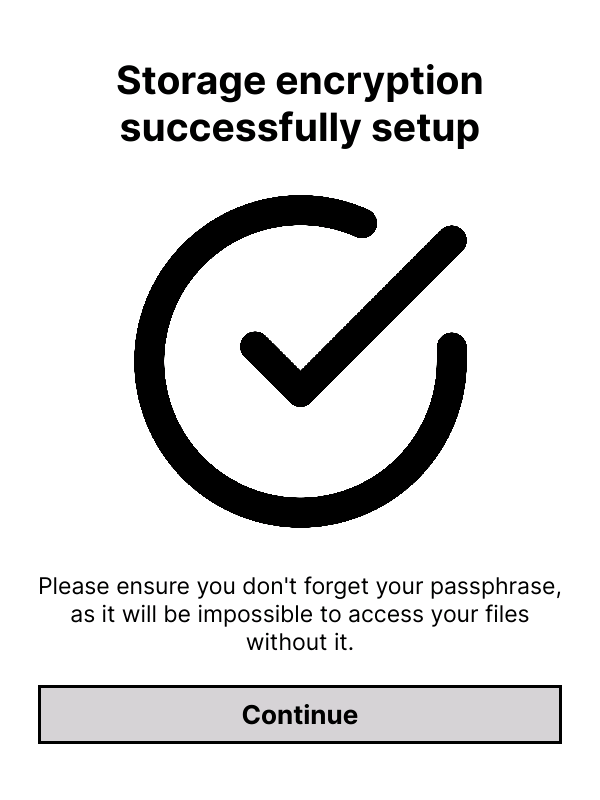 Storage encryption
successfully setup
Please ensure you don't forget your passphrase,
as it will be impossible to access your files
without it.
Continue